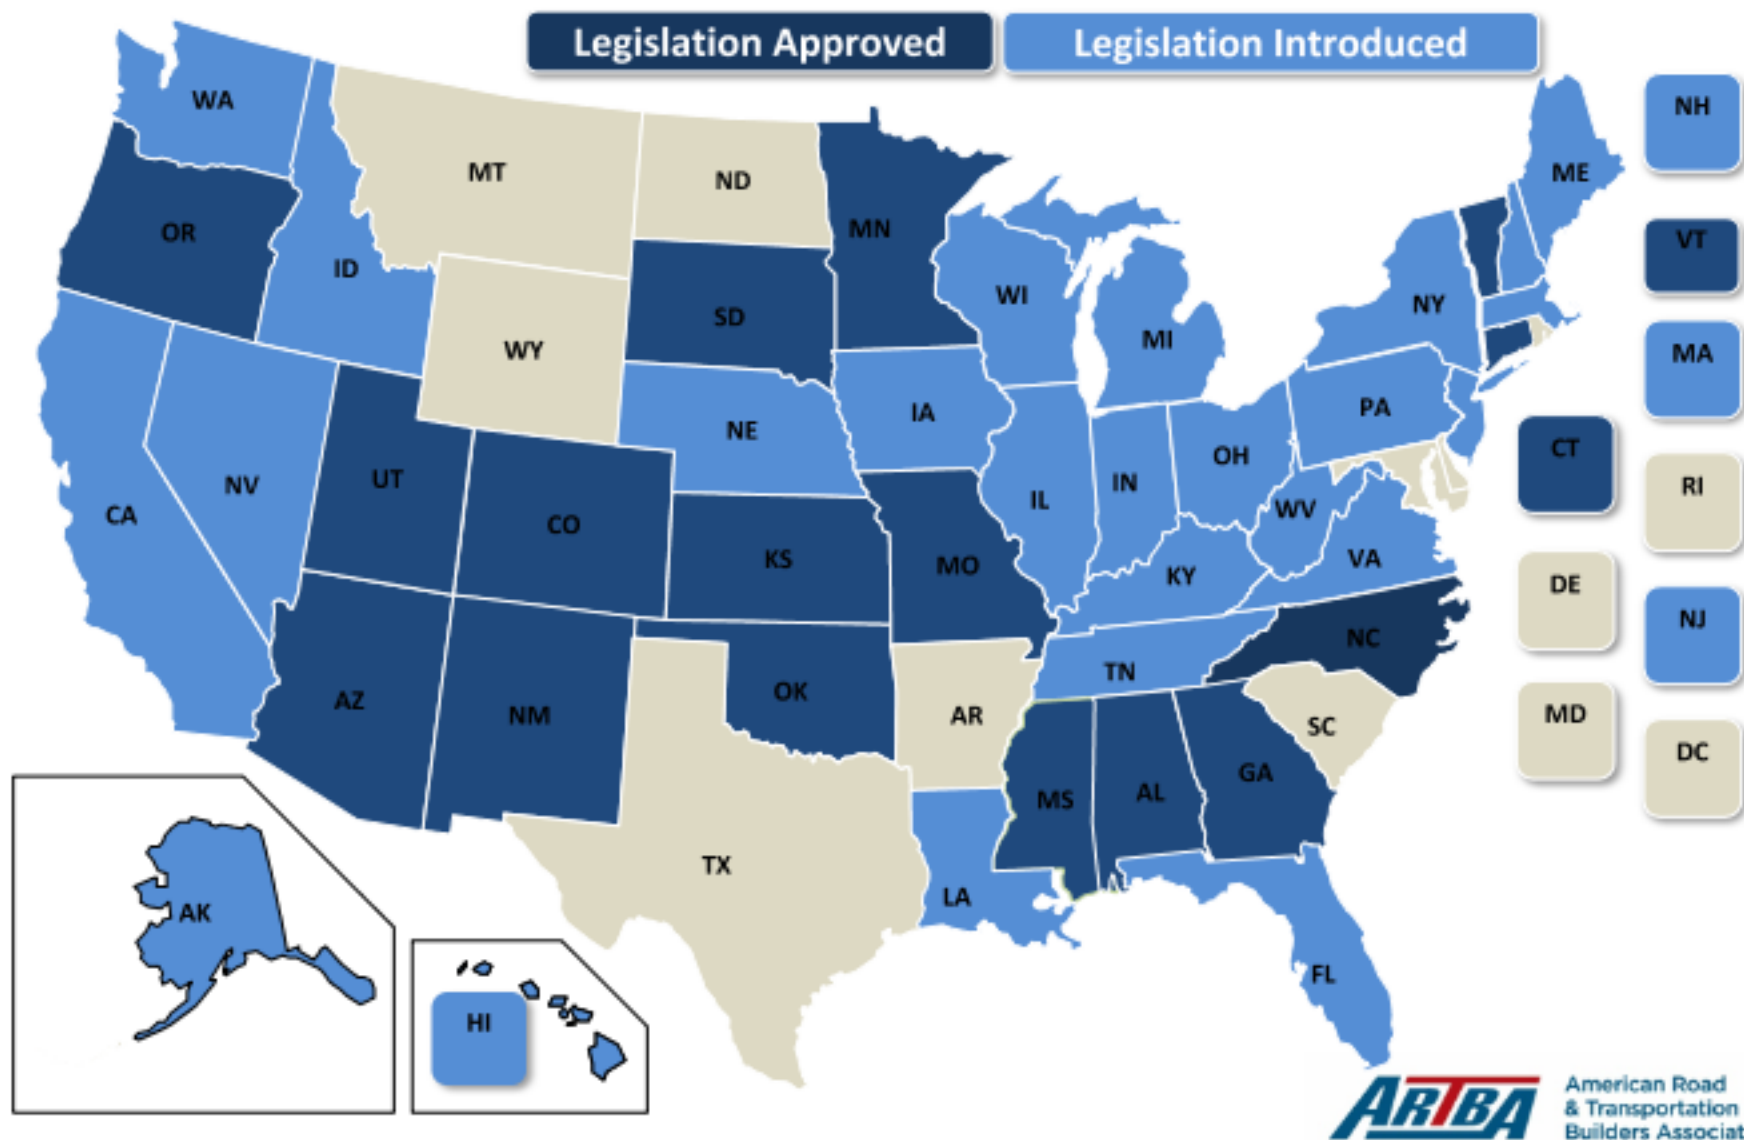 Legislation Approved
Legislation Introduced
WA
MT
ND
MN
OR
ID
SD
WY
WI
MI
NY
ME
NH
VT
MA
CT
RI
DE
NJ
MD
DC
NE
IA
PA
NV
UT
CA
CO
KS
MO
IL
IN
OH
WV
VA
KY
NC
TN
AZ
NM
OK
AR
SC
MS
AL
GA
TX
LA
FL
AK
HI
ARTBA
American Road
& Transportation
Builders Associat